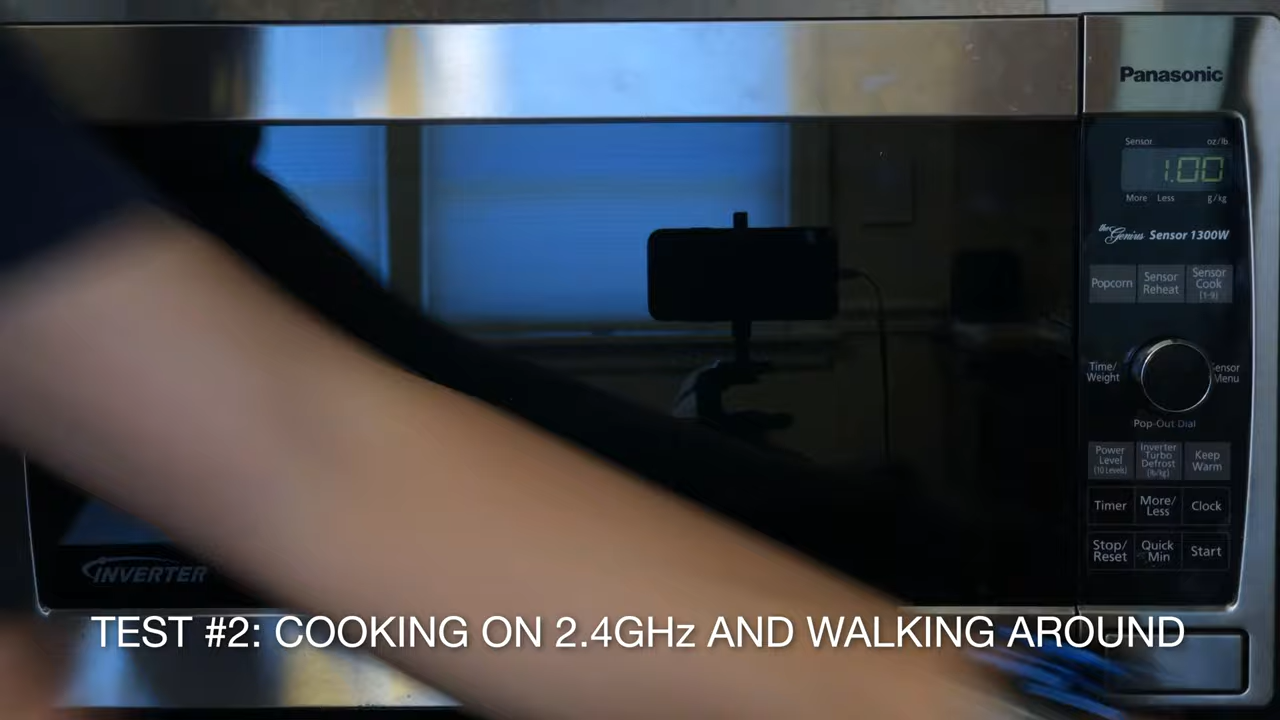 Panasonic
Sensor oz/lb
1.00
More Less g/kg
the Genius Sensor 1300W
Popcorn
Sensor
Reheat
Sensor
Cook
(1-9)
Time/
Weight
Sensor
Menu
Pop-Out Dial
Power
Level
(10 Levels)
Inverter
Turbo
Defrost
(lb/kg)
Keep
Warm
Timer
More/
Less
Clock
Stop/
Reset
Quick
Min
Start
INVERTER
TEST #2: COOKING ON 2.4GHz AND WALKING AROUND